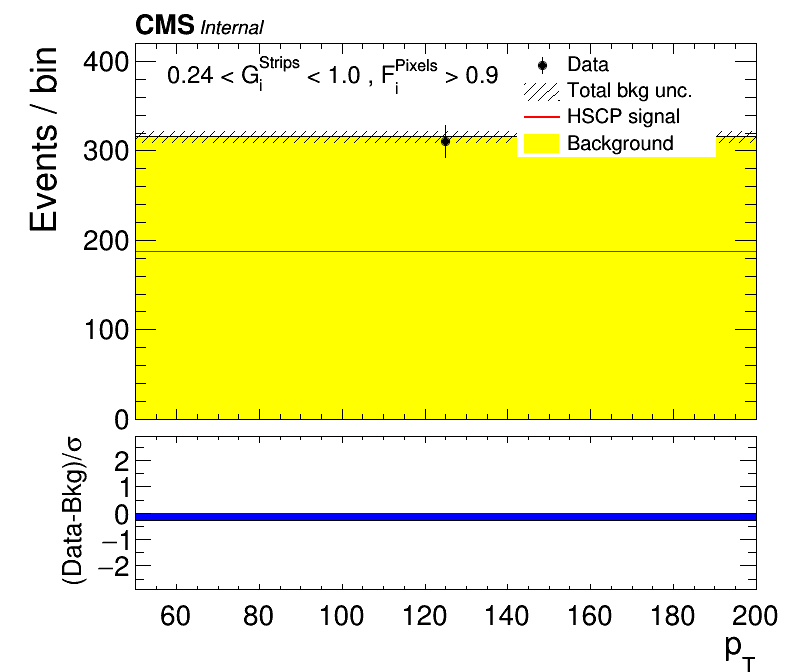 CMS Internal
Events / bin
400
300
200
100
0
0.24 < G_i^Strips < 1.0 , F_i^Pixels > 0.9
Data
Total bkg unc.
HSCP signal
Background
(Data-Bkg)/σ
2
1
0
−1
−2
60 80 100 120 140 160 180 200
p_T